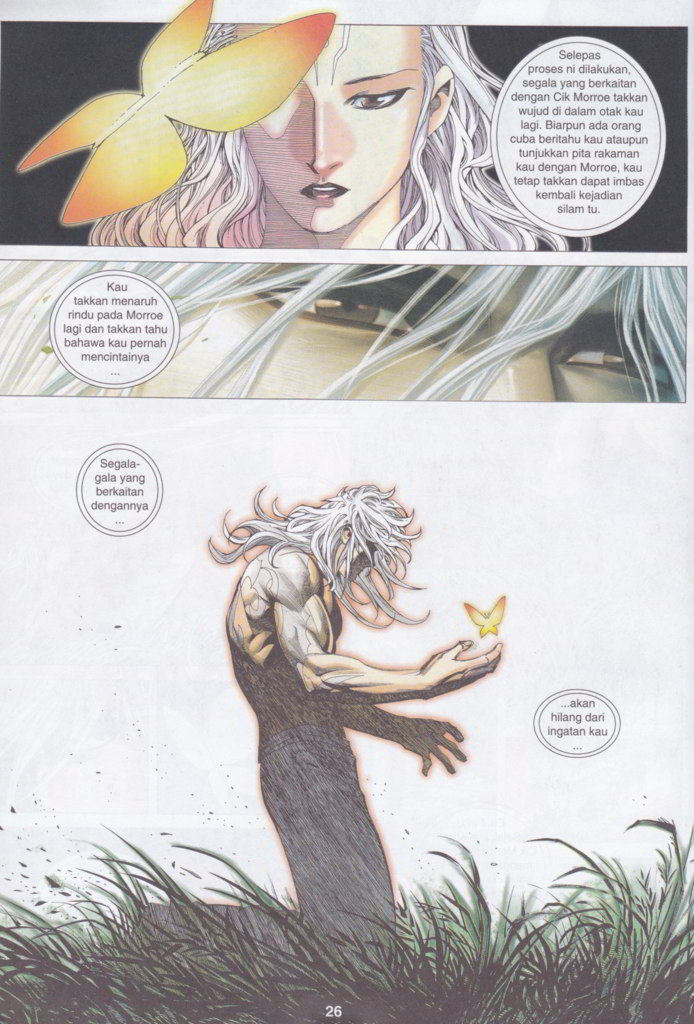 Selepas
proses ni dilakukan,
segala yang berkaitan
dengan Cik Morroe takkan
wujud di dalam otak kau
lagi. Biarpun ada orang
cuba beritahu kau ataupun
tunjukkan pita rakaman
kau dengan Morroe, kau
tetap takkan dapat imbas
kembali kejadian
silam tu.
Kau
takkan menaruh
rindu pada Morroe
lagi dan takkan tahu
bahawa kau pernah
mencintainya
...
Segala-
gala yang
berkaitan
dengannya
...
...akan
hilang dari
ingatan kau
...
26